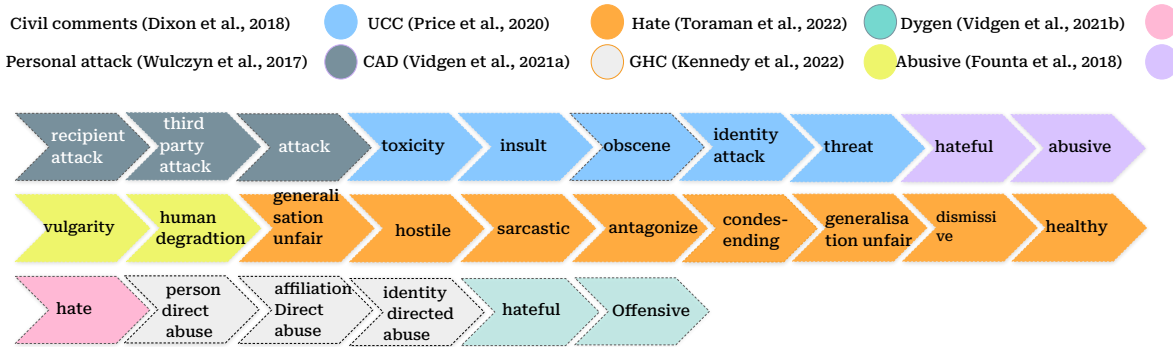 Civil comments (Dixon et al., 2018) UCC (Price et al., 2020) Hate (Toraman et al., 2022) Dygen (Vidgen et al., 2021b)
Personal attack (Wulczyn et al., 2017) CAD (Vidgen et al., 2021a) GHC (Kennedy et al., 2022) Abusive (Founta et al., 2018)
recipient
attack
third
party
attack
attack
toxicity
insult
obscene
identity
attack
threat
hateful
abusive
vulgarity
human
degradtion
generali
sation
unfair
hostile
sarcastic
antagonize
condes-
ending
generalisa
tion unfair
dismissi
ve
healthy
hate
person
direct
abuse
affiliation
Direct
abuse
identity
directed
abuse
hateful
Offensive